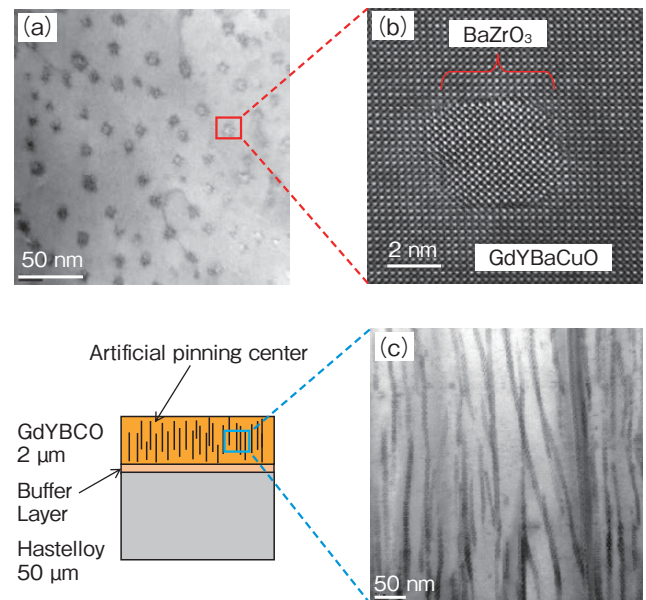 (a)
50 nm
(b)
BaZrO₃
2 nm
GdYBaCuO
Artificial pinning center
GdYBCO
2 μm
Buffer
Layer
Hastelloy
50 μm
(c)
50 nm